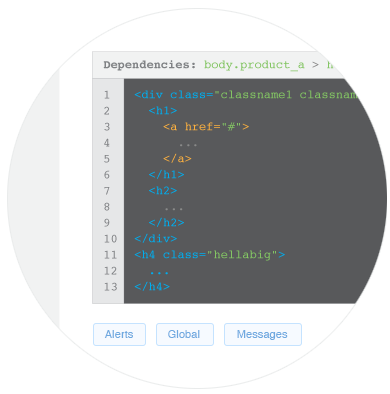 Dependencies: body.product_a >
1 <div class="classname1
2 <h1>
3 <a href="#">
4 ...
5 </a>
6 </h1>
7 <h2>
8 ...
9 </h2>
10 </div>
11 <h4 class="hellabig">
12 ...
13 </h4>
Alerts Global Messages